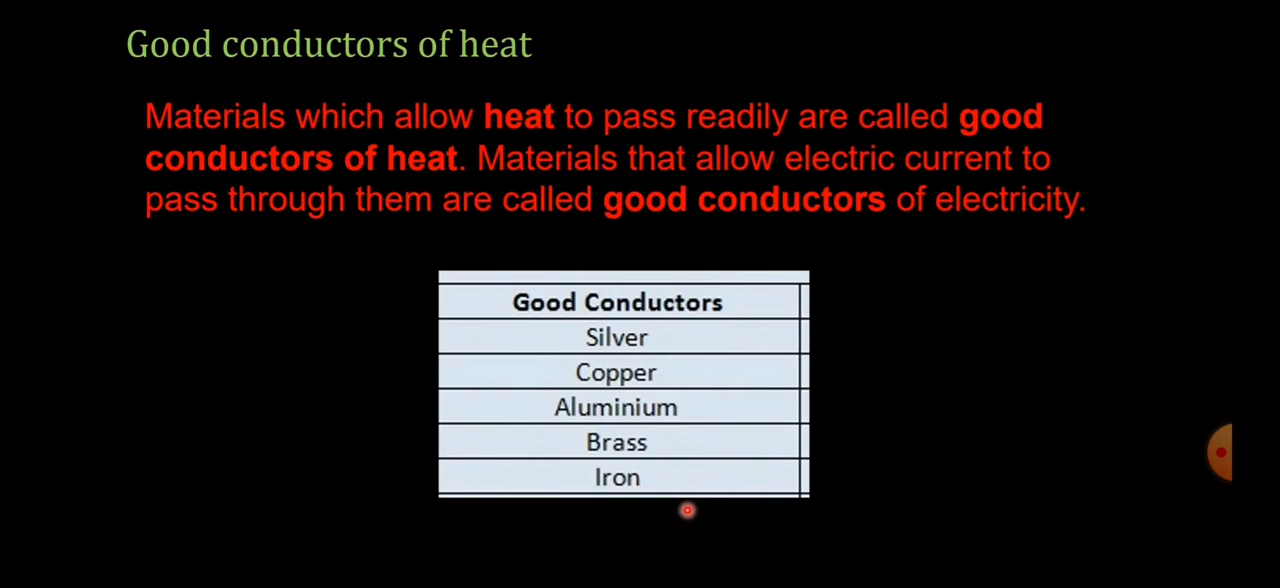 Good conductors of heat
Materials which allow heat to pass readily are called good
conductors of heat. Materials that allow electric current to
pass through them are called good conductors of electricity.
Good Conductors
Silver
Copper
Aluminium
Brass
Iron